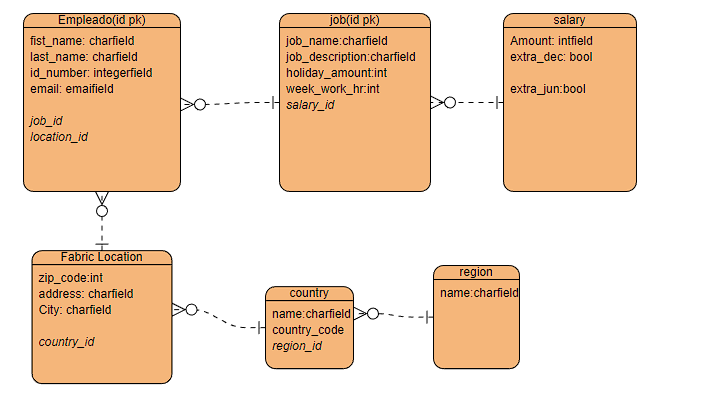 Empleado(id pk)
fist_name: charfield
last_name: charfield
id_number: integerfield
email: emaifield
job_id
location_id
job(id pk)
job_name:charfield
job_description:charfield
holiday_amount:int
week_work_hr:int
salary_id
salary
Amount: intfield
extra_dec: bool
extra_jun:bool
Fabric Location
zip_code:int
address: charfield
City: charfield
country_id
country
name:charfield
country_code
region_id
region
name:charfield